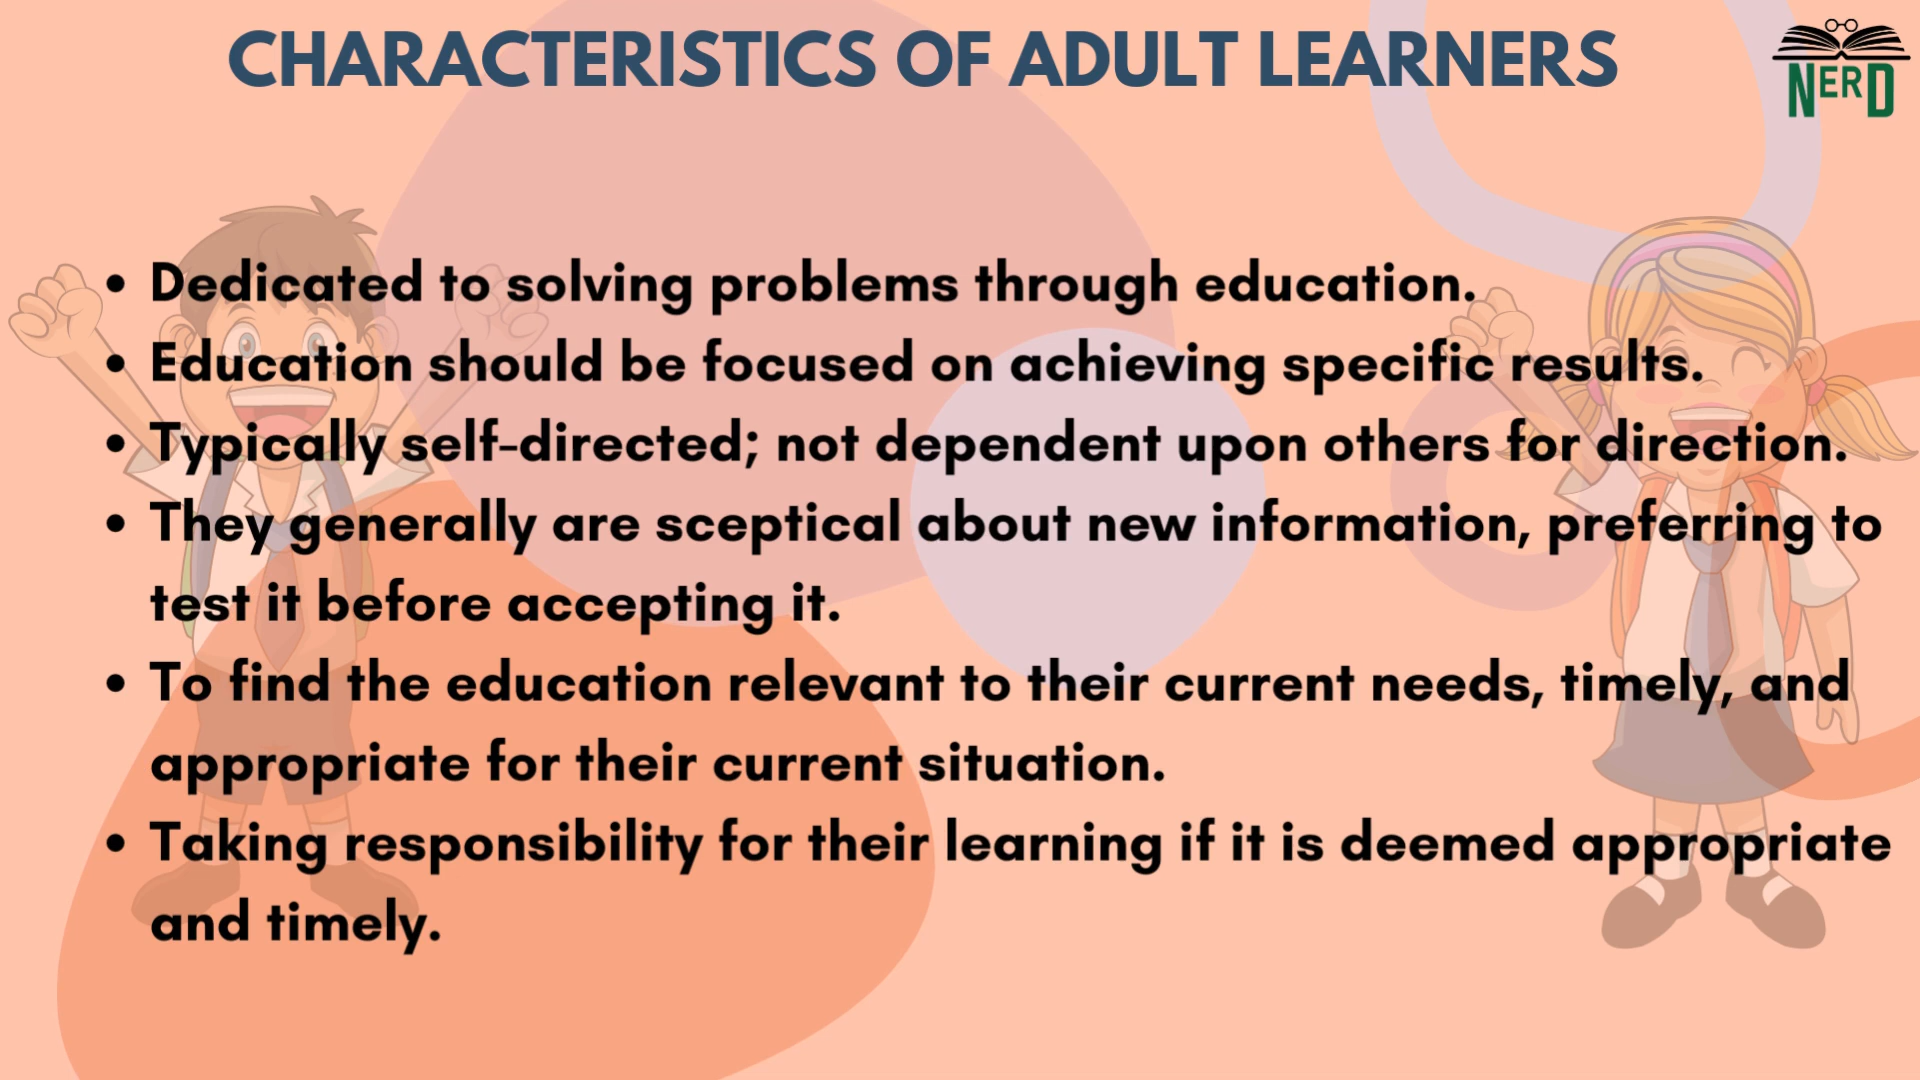 CHARACTERISTICS OF ADULT LEARNERS
NERD
• Dedicated to solving problems through education.
• Education should be focused on achieving specific results.
• Typically self-directed; not dependent upon others for direction.
• They generally are sceptical about new information, preferring to
test it before accepting it.
• To find the education relevant to their current needs, timely, and
appropriate for their current situation.
• Taking responsibility for their learning if it is deemed appropriate
and timely.